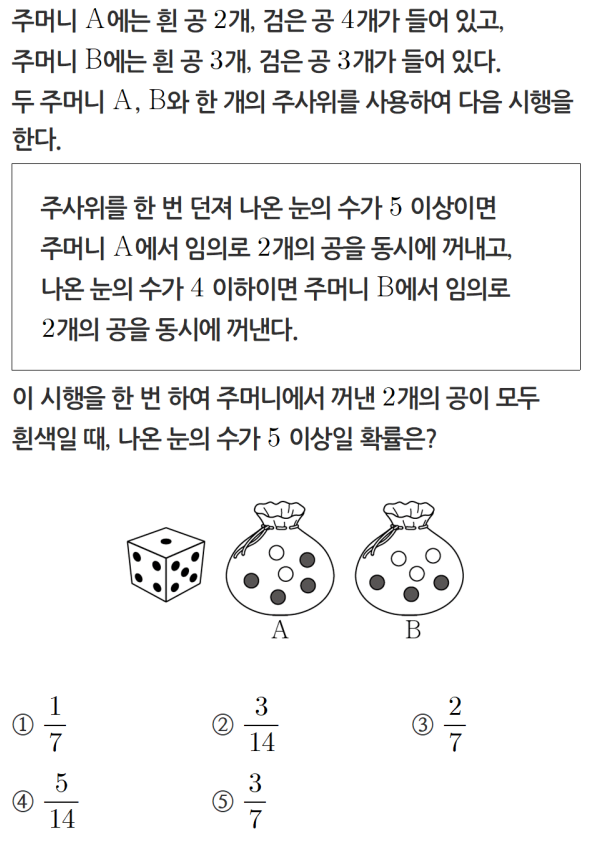 주머니 A에는 흰 공 2개, 검은 공 4개가 들어 있고,
주머니 B에는 흰 공 3개, 검은 공 3개가 들어 있다.
두 주머니 A, B와 한 개의 주사위를 사용하여 다음 시행을
한다.
주사위를 한 번 던져 나온 눈의 수가 5 이상이면
주머니 A에서 임의로 2개의 공을 동시에 꺼내고,
나온 눈의 수가 4 이하이면 주머니 B에서 임의로
2개의 공을 동시에 꺼낸다.
이 시행을 한 번 하여 주머니에서 꺼낸 2개의 공이 모두
흰색일 때, 나온 눈의 수가 5 이상일 확률은?
A B
① 1/7 ② 3/14 ③ 2/7
④ 5/14 ⑤ 3/7